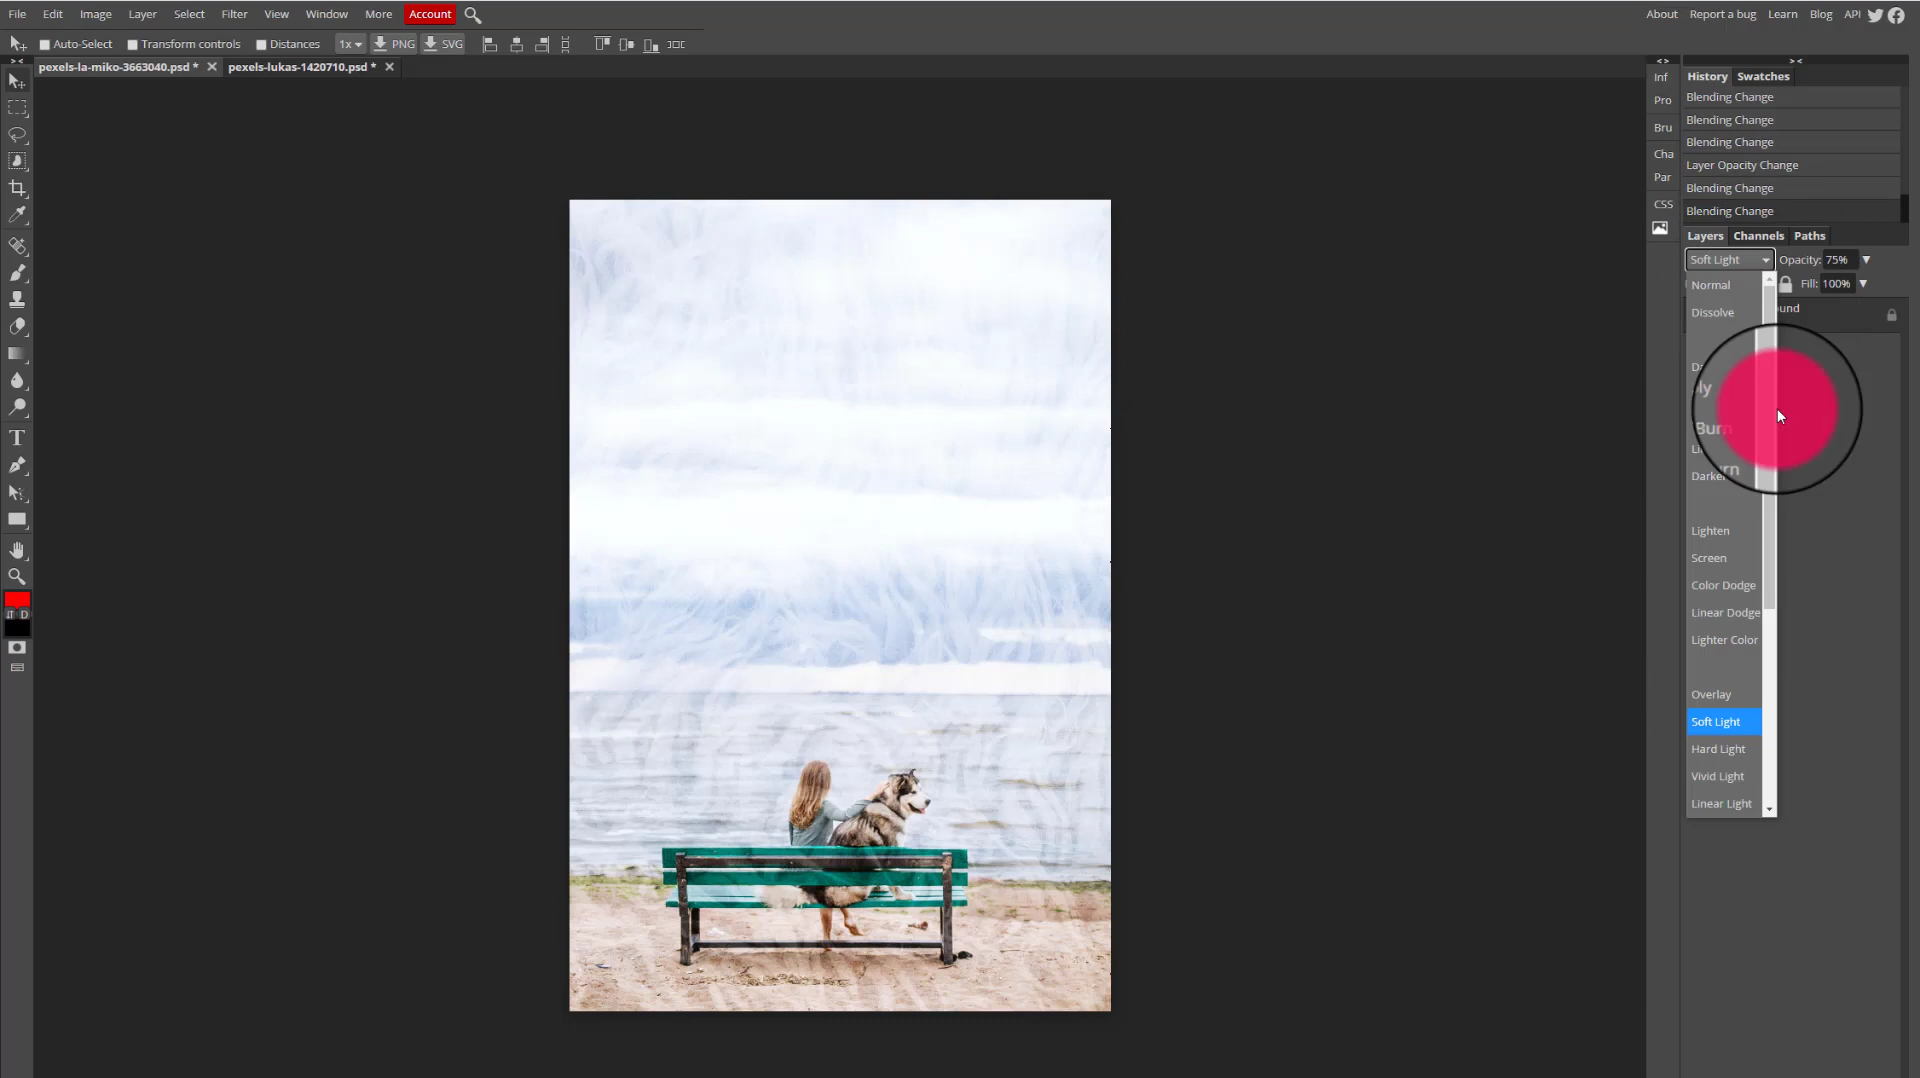 File Edit Image Layer Select Filter View Window More Account About Report a bug Learn Blog API
Auto-Select Transform controls Distances 1x PNG SVG
pexels-la-miko-3663040.psd * pexels-lukas-1420710.psd *
Inf
Pro
Bru
Cha
Par
CSS
History Swatches
Blending Change
Blending Change
Blending Change
Layer Opacity Change
Blending Change
Blending Change
Layers Channels Paths
Soft Light Opacity: 75%
Fill: 100%
Normal
Dissolve
Lighten
Screen
Color Dodge
Linear Dodge
Lighter Color
Overlay
Soft Light
Hard Light
Vivid Light
Linear Light